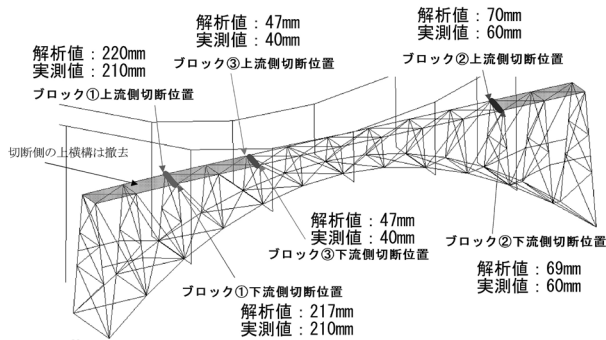 解析値：70mm
実測値：60mm
ブロック②上流側切断位置
解析値：47mm
実測値：40mm
ブロック③上流側切断位置
解析値：220mm
実測値：210mm
ブロック①上流側切断位置
切断側の上横構は撤去
解析値：47mm
実測値：40mm
ブロック③下流側切断位置
ブロック②下流側切断位置
解析値：69mm
実測値：60mm
ブロック①下流側切断位置
解析値：217mm
実測値：210mm